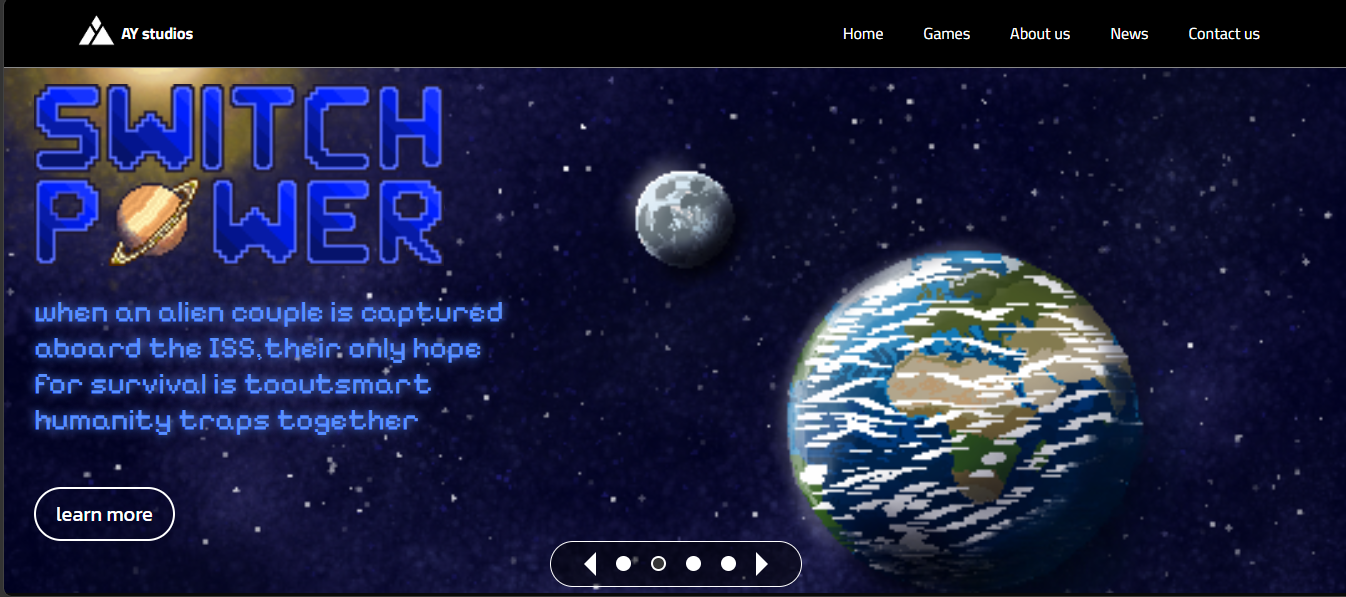 AY studios
Home Games About us News Contact us
SWITCH
POWER
when an alien couple is captured
aboard the ISS,their only hope
for survival is tooutsmart
humanity traps together
learn more